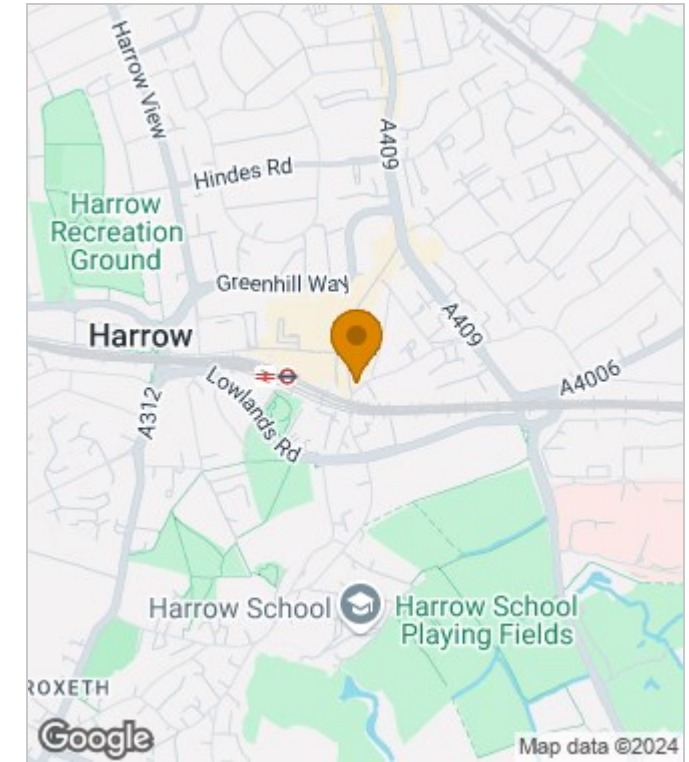 Harrow View
A409
Hindes Rd
Harrow
Recreation
Ground
Greenhill Way
Harrow
A409
A4006
Lowlands Rd
A312
Harrow School
Harrow School
Playing Fields
ROXETH
Google
Map data ©2024